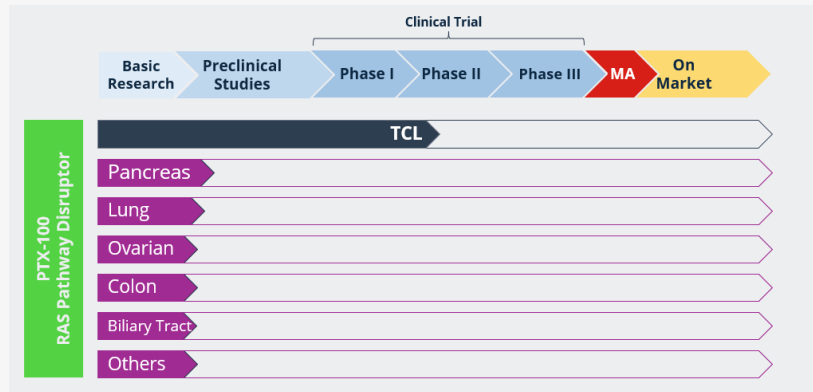 Clinical Trial
Basic
Research
Preclinical
Studies
Phase I
Phase II
Phase III
MA
On
Market
PTX-100
RAS Pathway Disruptor
TCL
Pancreas
Lung
Ovarian
Colon
Biliary Tract
Others